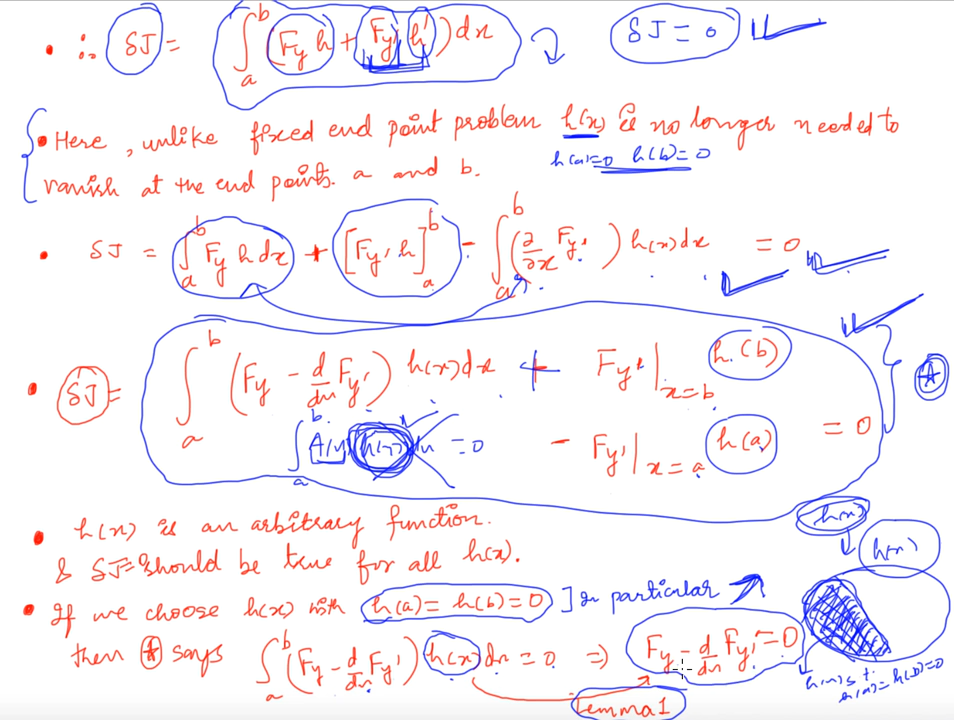 • ∴ δJ = ∫_a^b (F_y h + F_y' h') dx   δJ = 0
• Here, unlike fixed end point problem h(x) is no longer needed to
h(a)=0 h(b)=0
vanish at the end points a and b.
• δJ = ∫_a^b F_y h dx + [F_y' h]_a^b - ∫_a^b (∂/∂x F_y') h(x) dx = 0
• δJ = ∫_a^b (F_y - d/dx F_y') h(x) dx + F_y' |_{x=b} h(b)
- F_y' |_{x=a} h(a) = 0
∫_a^b A(x) h(x) dx = 0
• h(x) is an arbitrary function.
h(x)
& δJ=0 should be true for all h(x).
h(x)
• If we choose h(x) with h(a) = h(b) = 0 ] in particular
then ⊛ says ∫_a^b (F_y - d/dx F_y') h(x) dx = 0 ⇒ F_y - d/dx F_y' = 0
h(x) s.t.
h(a) = h(b) = 0
Lemma 1